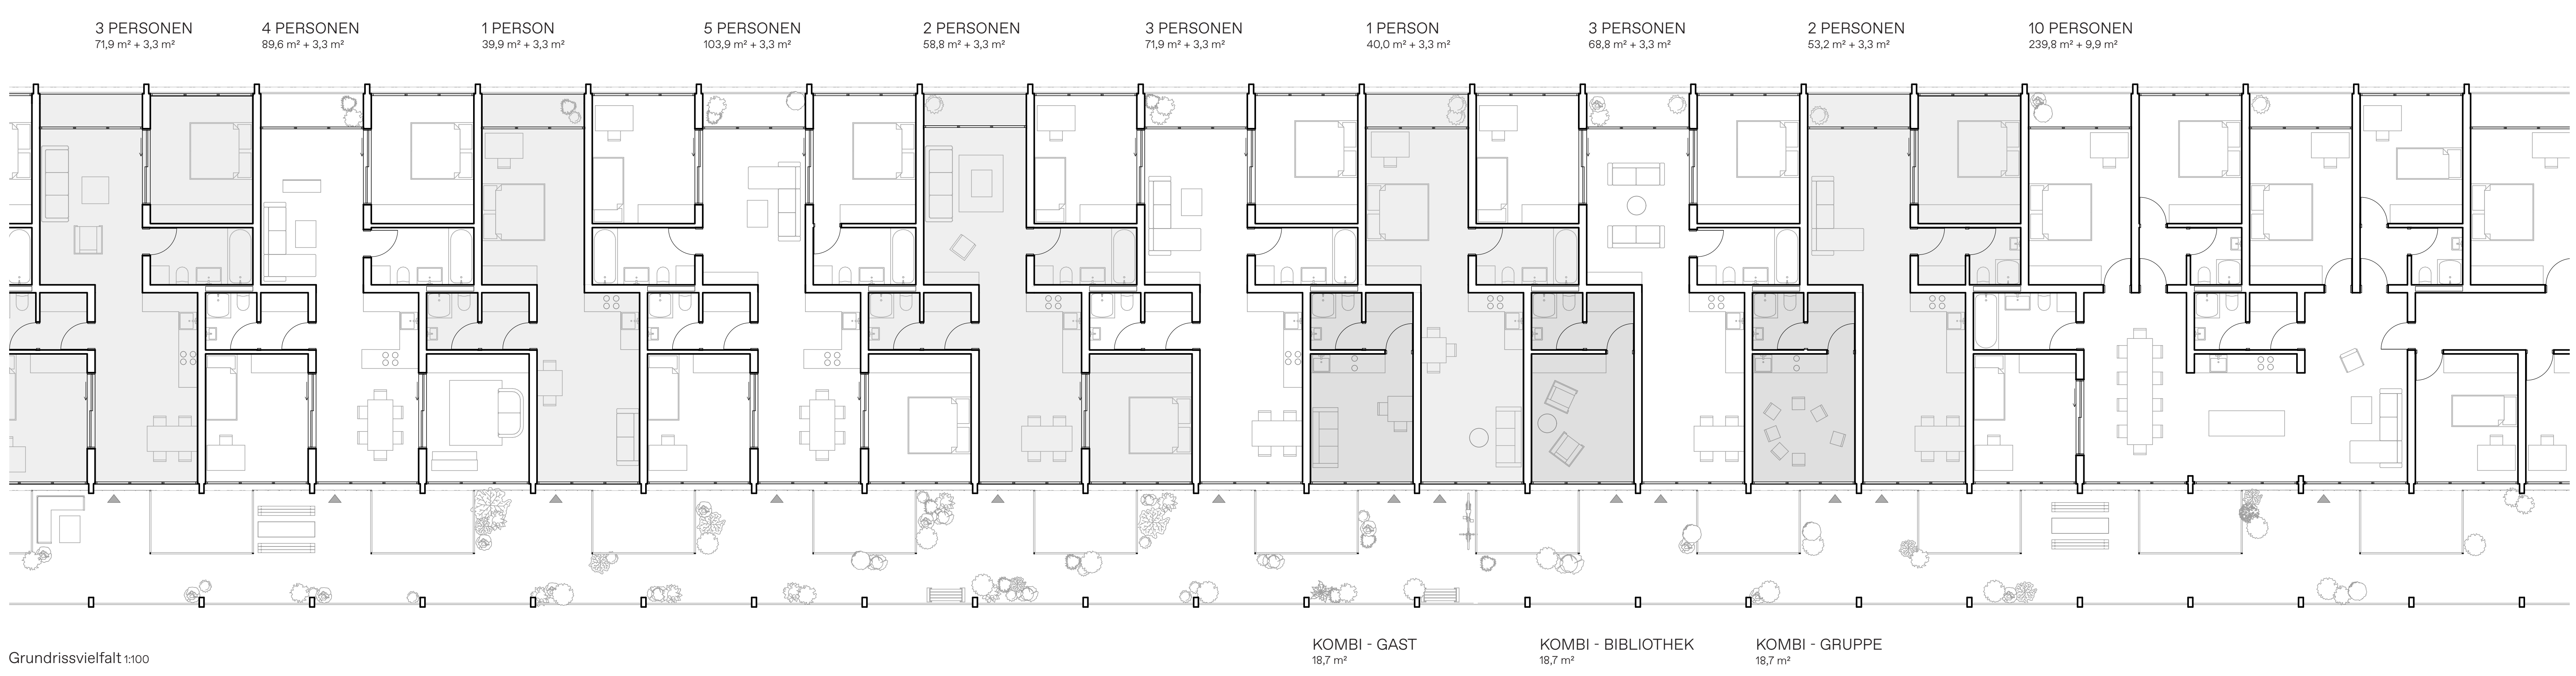 3 PERSONEN
71,9 m² + 3,3 m²
4 PERSONEN
89,6 m² + 3,3 m²
1 PERSON
39,9 m² + 3,3 m²
5 PERSONEN
103,9 m² + 3,3 m²
2 PERSONEN
58,8 m² + 3,3 m²
3 PERSONEN
71,9 m² + 3,3 m²
1 PERSON
40,0 m² + 3,3 m²
3 PERSONEN
68,8 m² + 3,3 m²
2 PERSONEN
53,2 m² + 3,3 m²
10 PERSONEN
239,8 m² + 9,9 m²
KOMBI - GAST
18,7 m²
KOMBI - BIBLIOTHEK
18,7 m²
KOMBI - GRUPPE
18,7 m²
Grundrissvielfalt 1:100